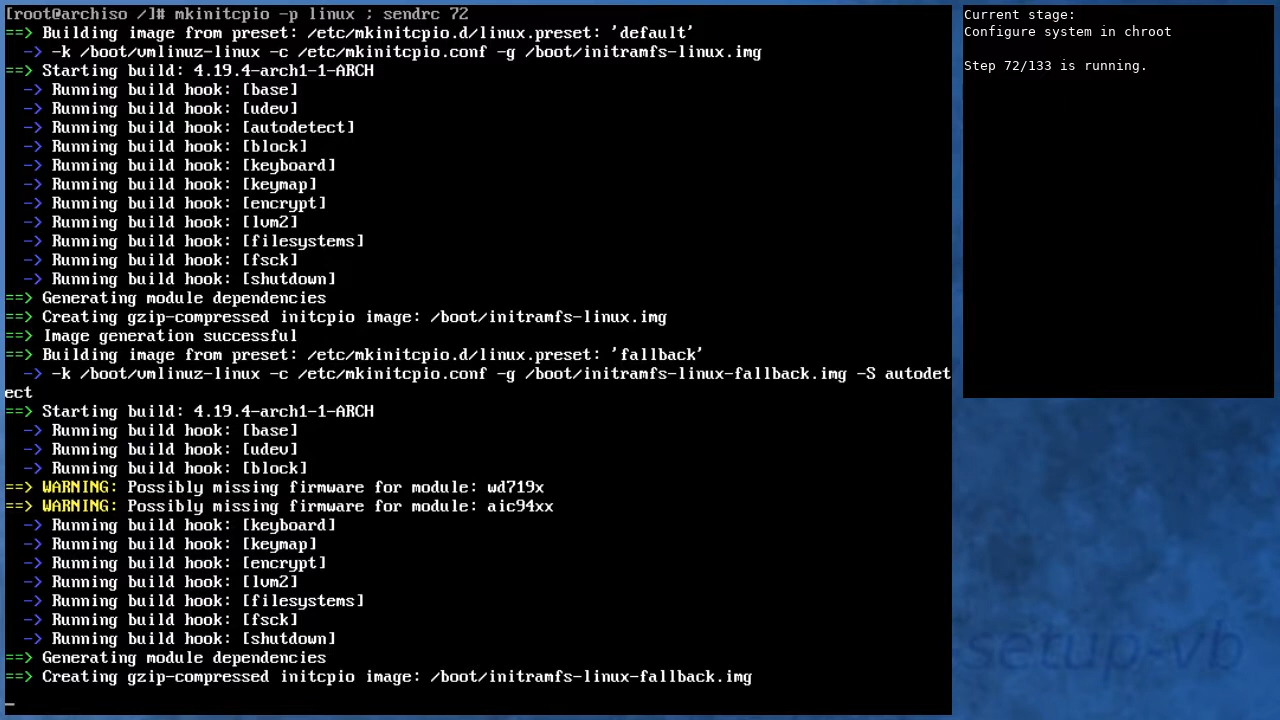 [root@archiso /]# mkinitcpio -p linux ; sendrc 72
==> Building image from preset: /etc/mkinitcpio.d/linux.preset: 'default'
  -> -k /boot/vmlinuz-linux -c /etc/mkinitcpio.conf -g /boot/initramfs-linux.img
==> Starting build: 4.19.4-arch1-1-ARCH
  -> Running build hook: [base]
  -> Running build hook: [udev]
  -> Running build hook: [autodetect]
  -> Running build hook: [block]
  -> Running build hook: [keyboard]
  -> Running build hook: [keymap]
  -> Running build hook: [encrypt]
  -> Running build hook: [lvm2]
  -> Running build hook: [filesystems]
  -> Running build hook: [fsck]
  -> Running build hook: [shutdown]
==> Generating module dependencies
==> Creating gzip-compressed initcpio image: /boot/initramfs-linux.img
==> Image generation successful
==> Building image from preset: /etc/mkinitcpio.d/linux.preset: 'fallback'
  -> -k /boot/vmlinuz-linux -c /etc/mkinitcpio.conf -g /boot/initramfs-linux-fallback.img -S autodet
ect
==> Starting build: 4.19.4-arch1-1-ARCH
  -> Running build hook: [base]
  -> Running build hook: [udev]
  -> Running build hook: [block]
==> WARNING: Possibly missing firmware for module: wd719x
==> WARNING: Possibly missing firmware for module: aic94xx
  -> Running build hook: [keyboard]
  -> Running build hook: [keymap]
  -> Running build hook: [encrypt]
  -> Running build hook: [lvm2]
  -> Running build hook: [filesystems]
  -> Running build hook: [fsck]
  -> Running build hook: [shutdown]
==> Generating module dependencies
==> Creating gzip-compressed initcpio image: /boot/initramfs-linux-fallback.img
_
Current stage:
Configure system in chroot
Step 72/133 is running.
setup-vb